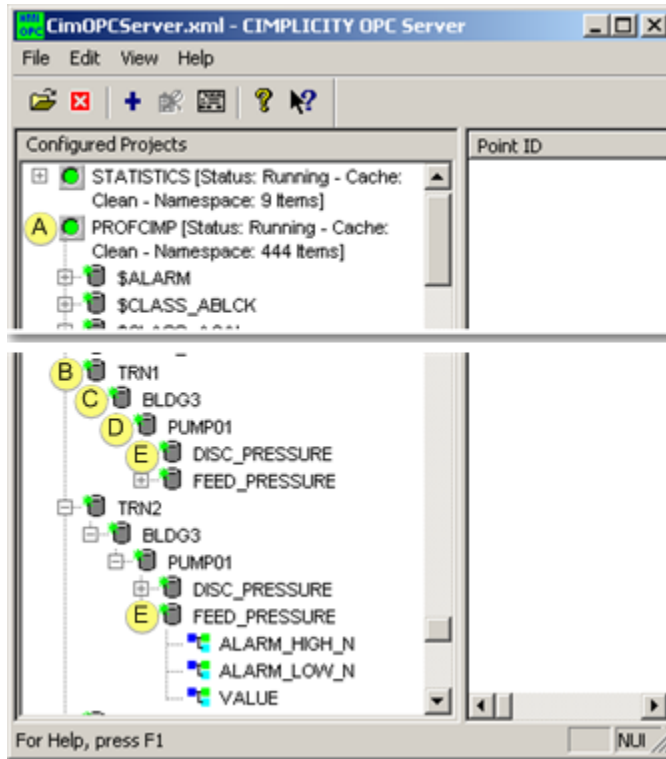 CimOPCServer.xml - CIMPLICITY OPC Server
File Edit View Help
Configured Projects
Point ID
STATISTICS [Status: Running - Cache:
Clean - Namespace: 9 Items]
A PROFCIMP [Status: Running - Cache:
Clean - Namespace: 444 Items]
$ALARM
$CLASS_ABLCK
B TRN1
C BLDG3
D PUMP01
E DISC_PRESSURE
FEED_PRESSURE
TRN2
BLDG3
PUMP01
DISC_PRESSURE
E FEED_PRESSURE
ALARM_HIGH_N
ALARM_LOW_N
VALUE
For Help, press F1
NUI